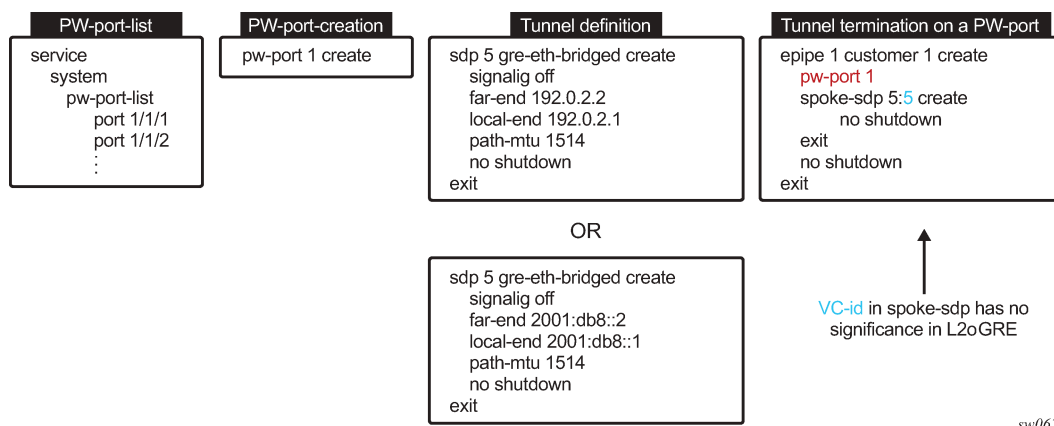 PW-port-list
service
system
pw-port-list
port 1/1/1
port 1/1/2
⋮
PW-port-creation
pw-port 1 create
Tunnel definition
sdp 5 gre-eth-bridged create
signalig off
far-end 192.0.2.2
local-end 192.0.2.1
path-mtu 1514
no shutdown
exit
OR
sdp 5 gre-eth-bridged create
signalig off
far-end 2001:db8::2
local-end 2001:db8::1
path-mtu 1514
no shutdown
exit
Tunnel termination on a PW-port
epipe 1 customer 1 create
pw-port 1
spoke-sdp 5:5 create
no shutdown
exit
no shutdown
exit
VC-id in spoke-sdp has no
significance in L2oGRE